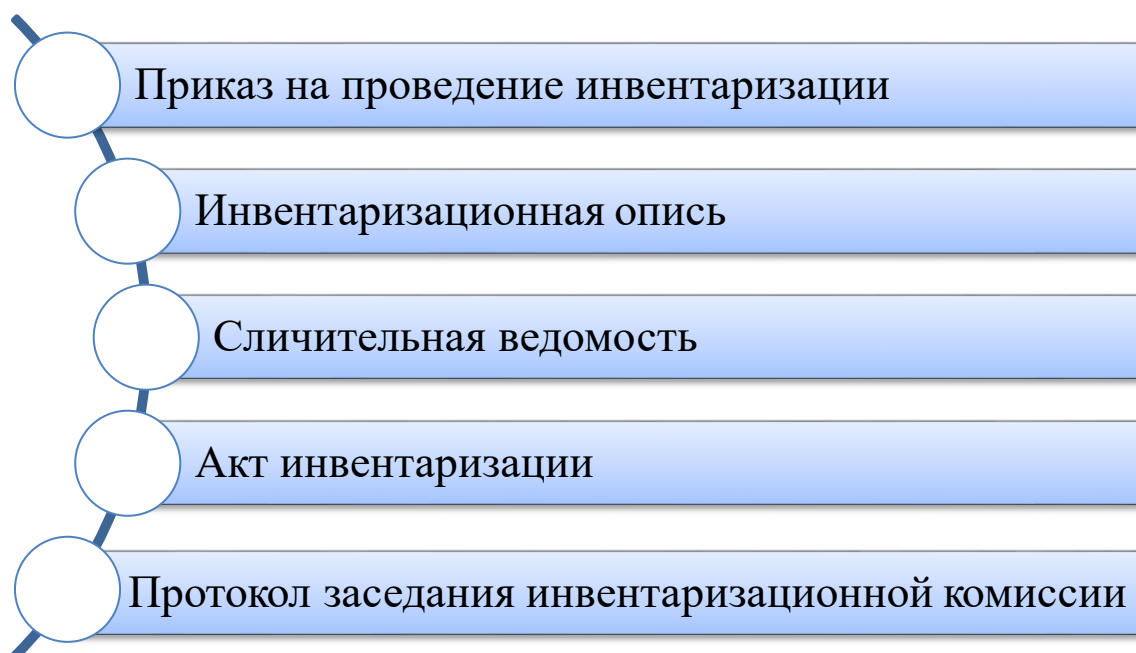 Приказ на проведение инвентаризации
Инвентаризационная опись
Сличительная ведомость
Акт инвентаризации
Протокол заседания инвентаризационной комиссии